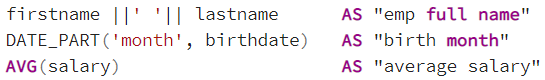 firstname ||' '|| lastname AS "emp full name"
DATE_PART('month', birthdate) AS "birth month"
AVG(salary) AS "average salary"